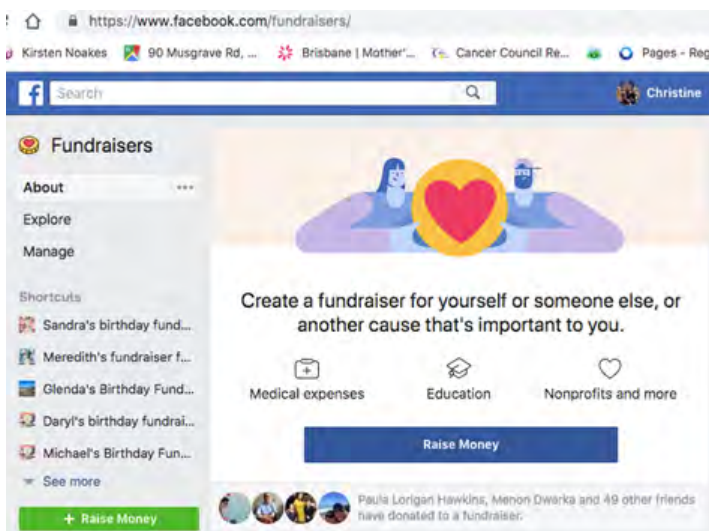 https://www.facebook.com/fundraisers/
Kirsten Noakes 90 Musgrave Rd, ... Brisbane | Mother'... Cancer Council Re... Pages - Reg
f Search Christine
Fundraisers
About ...
Explore
Manage
Shortcuts
Sandra's birthday fund...
Meredith's fundraiser f...
Glenda's Birthday Fund...
Daryl's birthday fundrai...
Michael's Birthday Fun...
See more
+ Raise Money
Create a fundraiser for yourself or someone else, or
another cause that's important to you.
Medical expenses Education Nonprofits and more
Raise Money
Paula Lorigan Hawkins, Menon Dwarka and 49 other friends
have donated to a fundraiser.